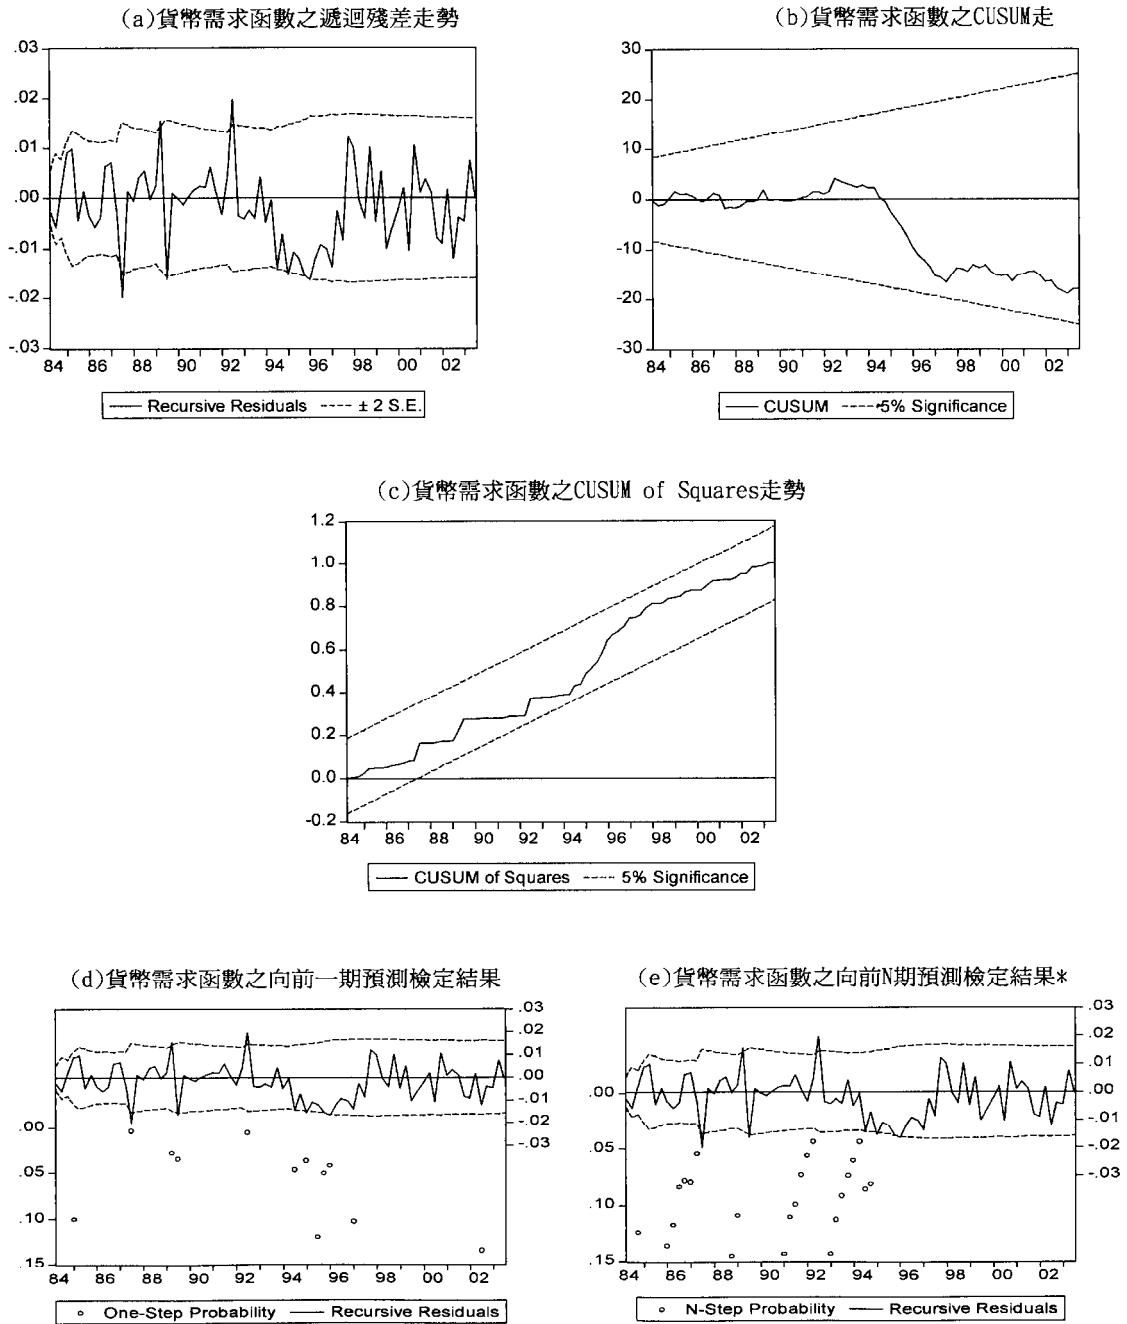 (a)貨幣需求函數之遞迴殘差走勢
.03
.02
.01
.00
-.01
-.02
-.03
84 86 88 90 92 94 96 98 00 02
Recursive Residuals ± 2 S.E.
(b)貨幣需求函數之CUSUM走
30
20
10
0
-10
-20
-30
84 86 88 90 92 94 96 98 00 02
CUSUM 5% Significance
(c)貨幣需求函數之CUSUM of Squares走勢
1.2
1.0
0.8
0.6
0.4
0.2
0.0
-0.2
84 86 88 90 92 94 96 98 00 02
CUSUM of Squares 5% Significance
(d)貨幣需求函數之向前一期預測檢定結果
.03
.02
.01
.00
-.01
-.02
-.03
.00
.05
.10
.15
84 86 88 90 92 94 96 98 00 02
One-Step Probability Recursive Residuals
(e)貨幣需求函數之向前N期預測檢定結果*
.03
.02
.01
.00
-.01
-.02
-.03
.00
.05
.10
.15
84 86 88 90 92 94 96 98 00 02
N-Step Probability Recursive Residuals